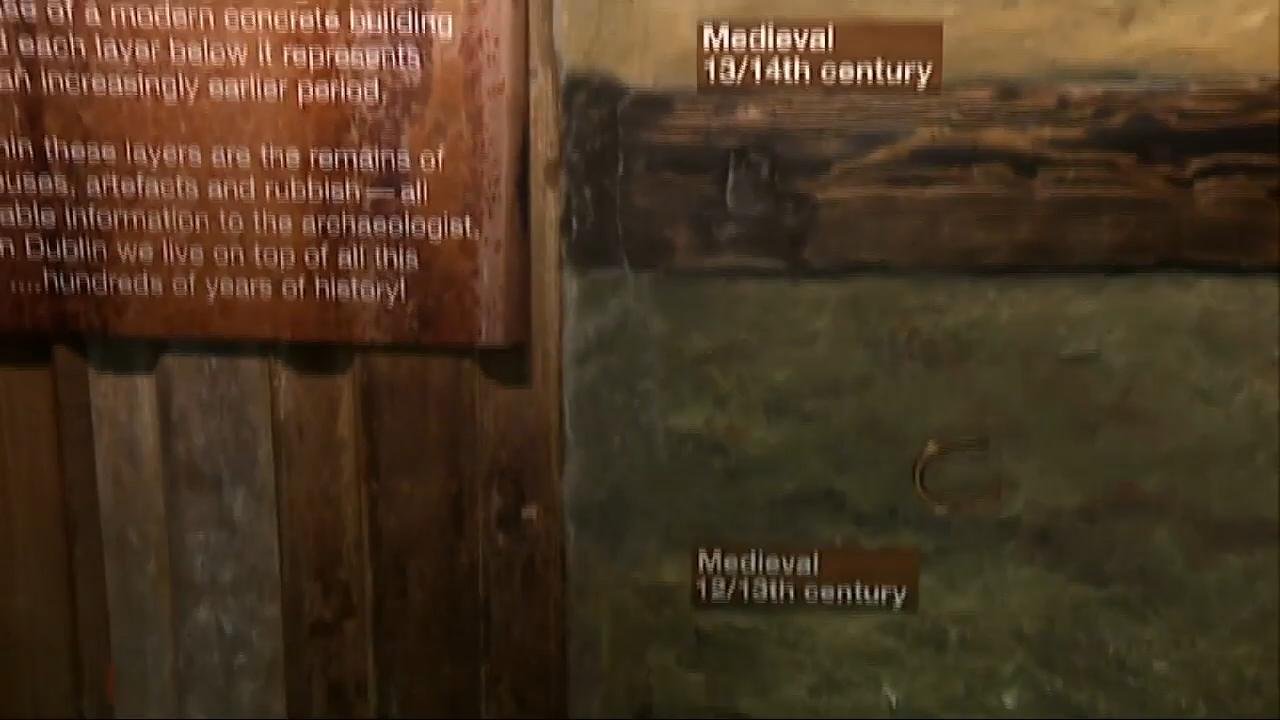 of a modern concrete building
each layer below it represents
an increasingly earlier period
these layers are the remains of
artefacts and rubbish — all
information to the archaeologist,
Dublin we live on top of all this
....hundreds of years of history!
Medieval
13/14th century
Medieval
12/13th century